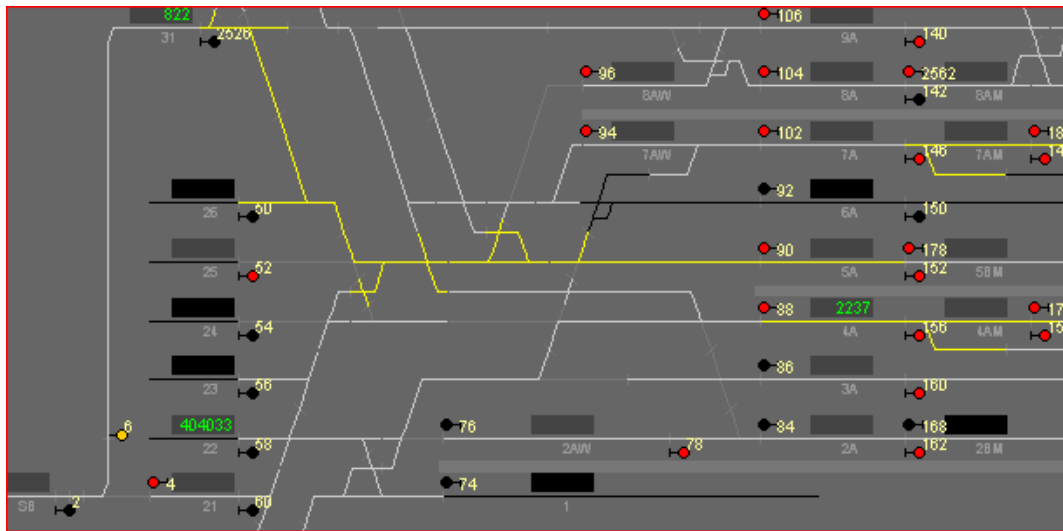 822 106
31 2526 9A 140
96 104 2562
8AW 8A 142 8AM
94 102 18
7AW 7A 146 7AM 14
92
26 50 6A 150
90 178
25 52 5A 152 5BM
88 2237 17
24 54 4A 156 4AM 15
86
23 56 3A 160
6 404033 76 84 168
22 58 2AW 78 2A 162 2BM
4 74
SB 2 21 60 1